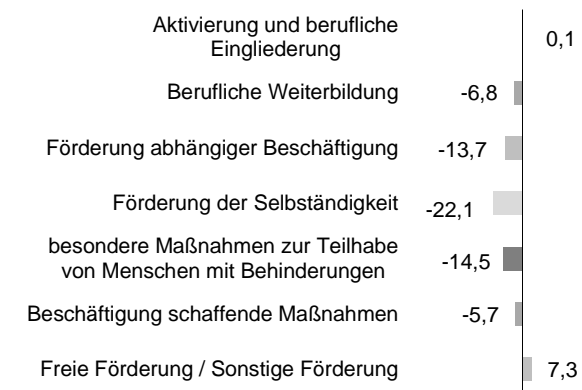 Aktivierung und berufliche
Eingliederung
0,1
Berufliche Weiterbildung
-6,8
Förderung abhängiger Beschäftigung
-13,7
Förderung der Selbständigkeit
-22,1
besondere Maßnahmen zur Teilhabe
von Menschen mit Behinderungen
-14,5
Beschäftigung schaffende Maßnahmen
-5,7
Freie Förderung / Sonstige Förderung
7,3